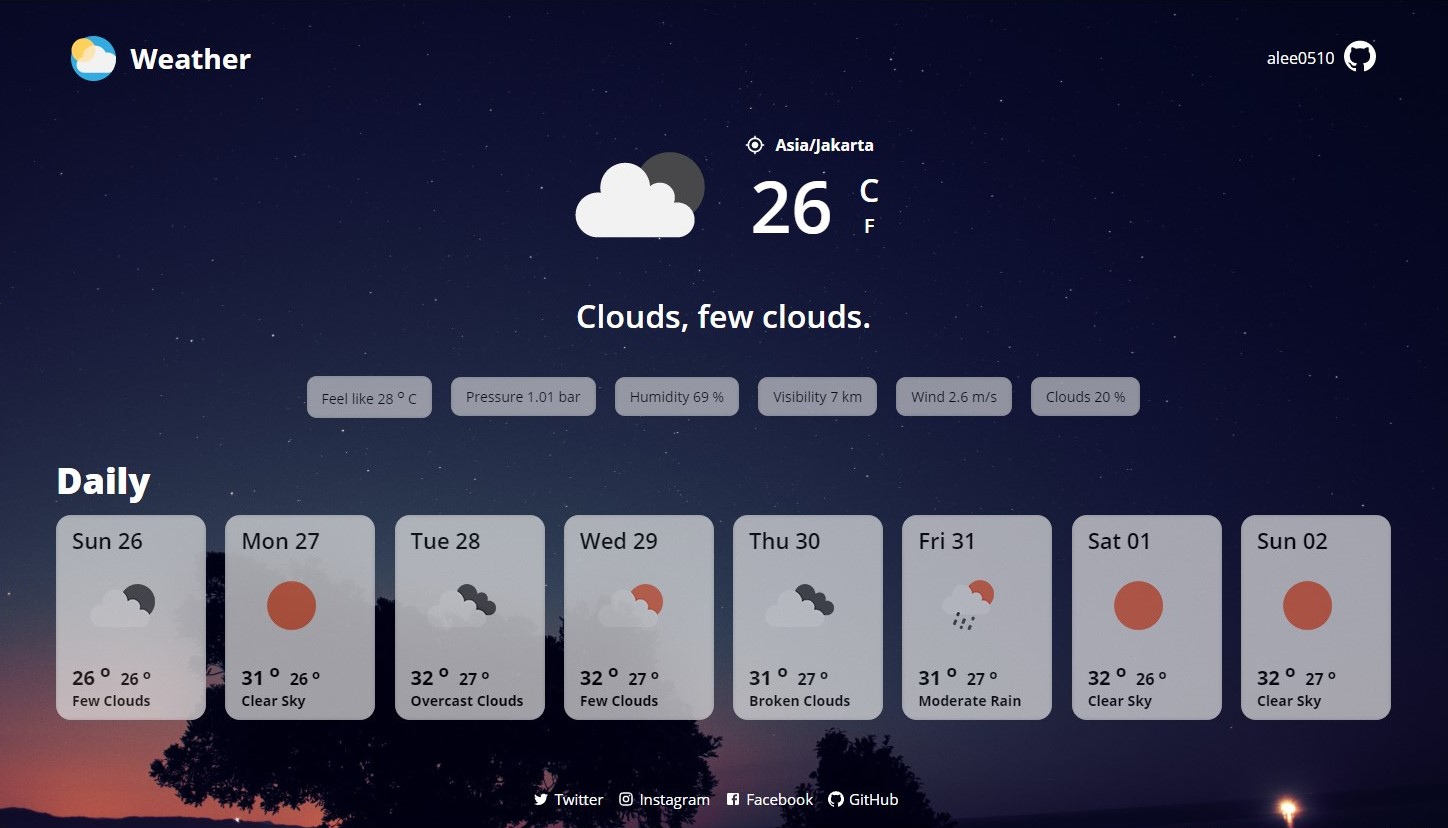 Weather
alee0510
Asia/Jakarta
26 C
F
Clouds, few clouds.
Feel like 28 o C
Pressure 1.01 bar
Humidity 69 %
Visibility 7 km
Wind 2.6 m/s
Clouds 20 %
Daily
Sun 26
26 o 26 o
Few Clouds
Mon 27
31 o 26 o
Clear Sky
Tue 28
32 o 27 o
Overcast Clouds
Wed 29
32 o 27 o
Few Clouds
Thu 30
31 o 27 o
Broken Clouds
Fri 31
31 o 27 o
Moderate Rain
Sat 01
32 o 26 o
Clear Sky
Sun 02
32 o 27 o
Clear Sky
Twitter Instagram Facebook GitHub